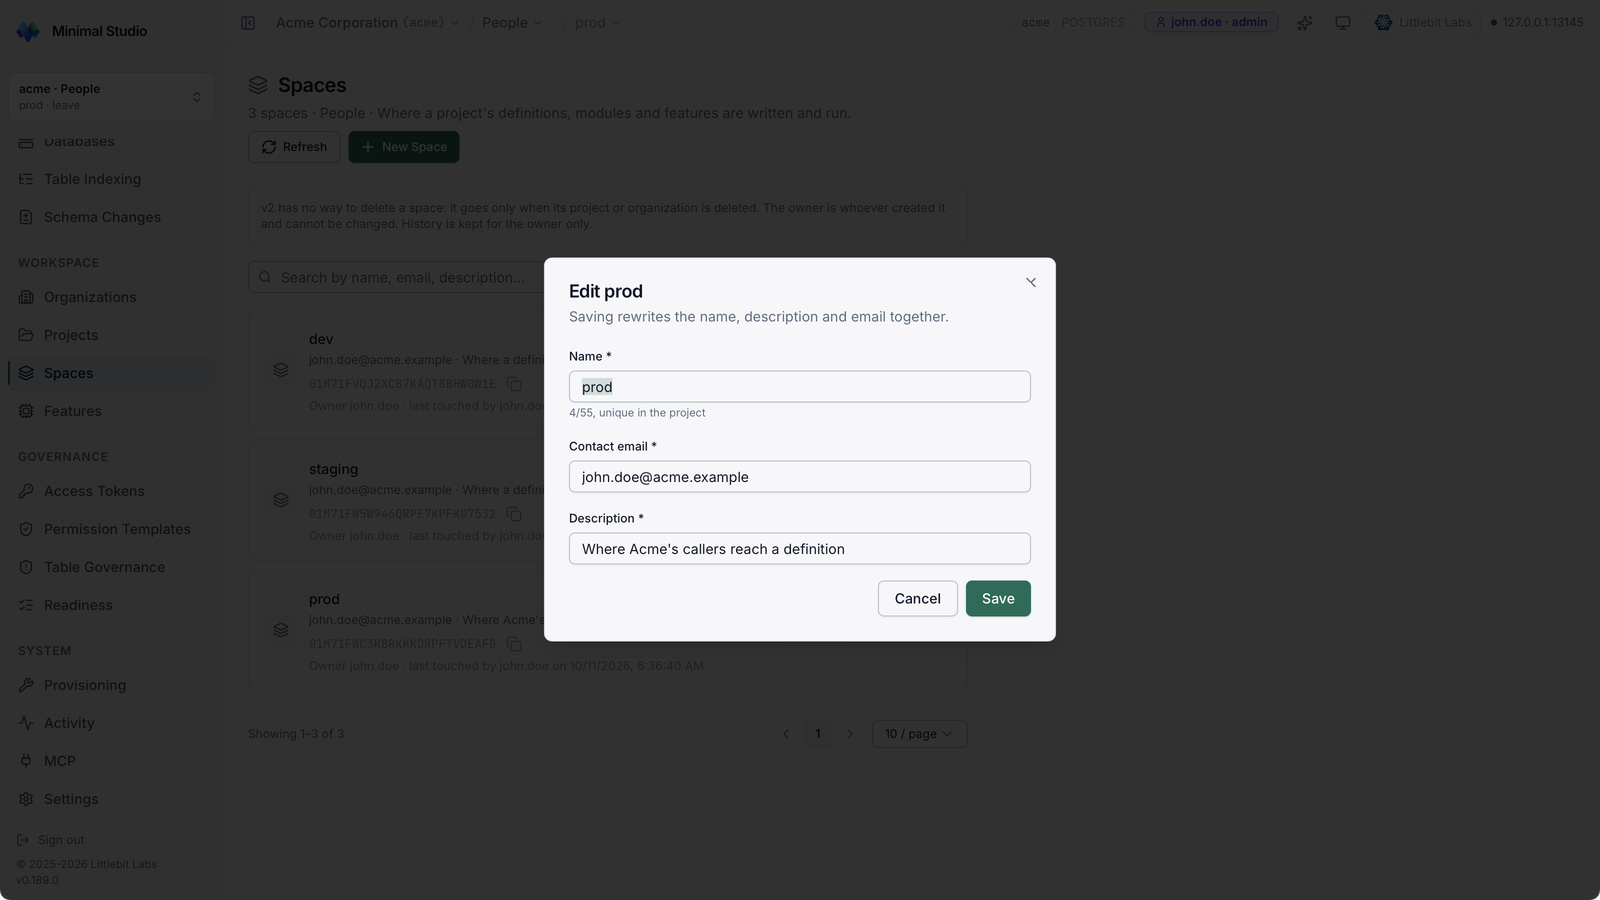 Minimal Studio
Acme Corporation (acme) / People / prod
acme · POSTGRES
john.doe · admin
Littlebit Labs
127.0.0.1:13145
acme · People
prod · leave
Databases
Table Indexing
Schema Changes
WORKSPACE
Organizations
Projects
Spaces
Features
GOVERNANCE
Access Tokens
Permission Templates
Table Governance
Readiness
SYSTEM
Provisioning
Activity
MCP
Settings
Sign out
© 2025-2026 Littlebit Labs ·
v0.189.0
Spaces
3 spaces · People · Where a project's definitions, modules and features are written and run.
Refresh
New Space
v2 has no way to delete a space: it goes only when its project or organization is deleted. The owner is whoever created it
and cannot be changed. History is kept for the owner only.
Search by name, email, description...
dev
john.doe@acme.example · Where a defini
01M71FVQJ2XCB7KAQT8BHW0W1E
Owner john.doe · last touched by john.do
staging
john.doe@acme.example · Where a defini
01M71FW5W946QRPE7KPFK07532
Owner john.doe · last touched by john.do
prod
john.doe@acme.example · Where Acme's
01M71FWC3R8RKKKDRPFTVDEAFG
Owner john.doe · last touched by john.doe on 10/11/2026, 6:36:40 AM
Showing 1–3 of 3
1
10 / page
Edit prod
Saving rewrites the name, description and email together.
Name *
prod
4/55, unique in the project
Contact email *
john.doe@acme.example
Description *
Where Acme's callers reach a definition
Cancel
Save